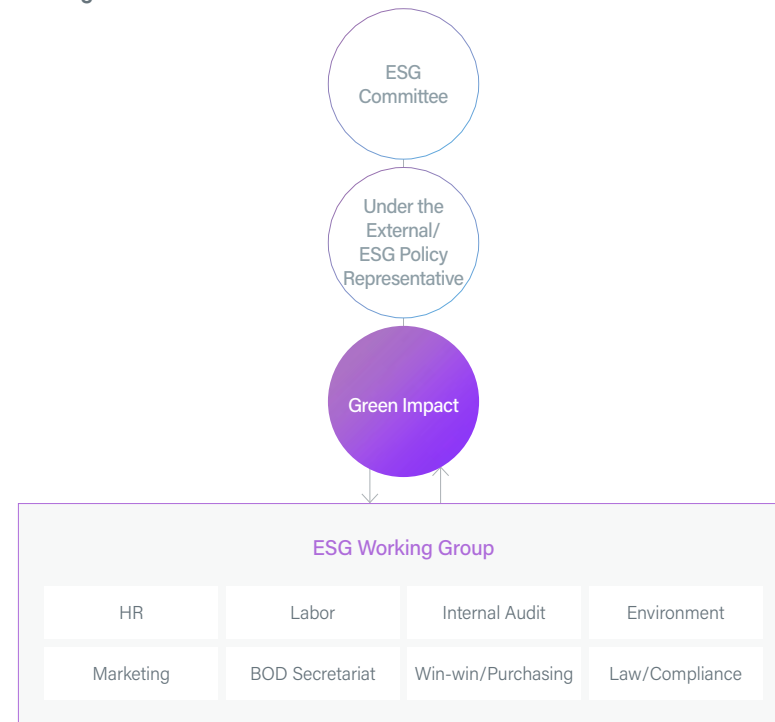 ESG
Committee
Under the
External/
ESG Policy
Representative
Green Impact
ESG Working Group
HR
Labor
Internal Audit
Environment
Marketing
BOD Secretariat
Win-win/Purchasing
Law/Compliance